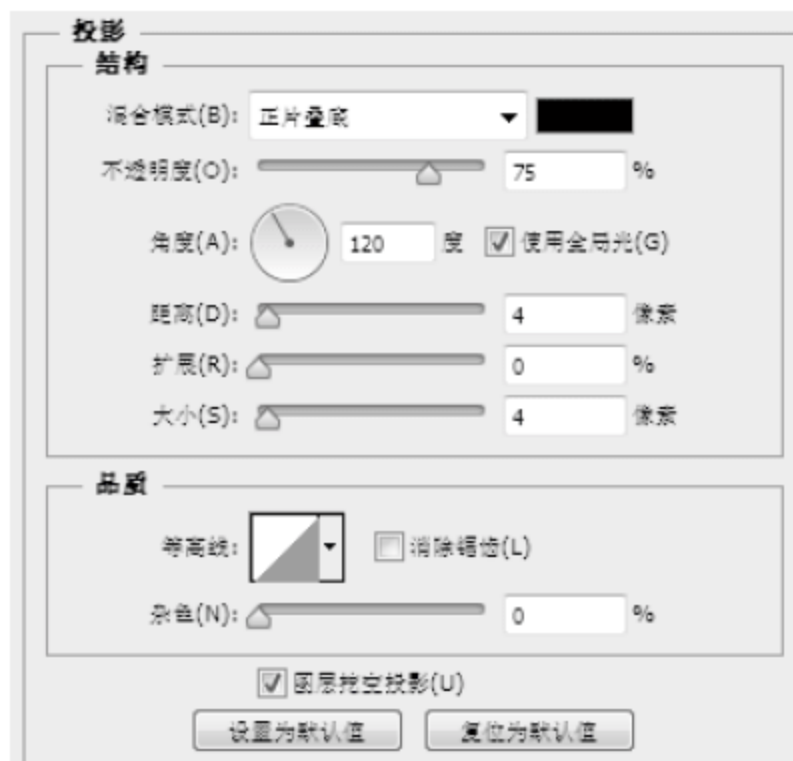 投影
结构
混合模式(B): 正片叠底
不透明度(O): 75 %
角度(A): 120 度 使用全局光(G)
距离(D): 4 像素
扩展(R): 0 %
大小(S): 4 像素
品质
等高线: 消除锯齿(L)
杂色(N): 0 %
图层挖空投影(U)
设置为默认值 复位为默认值